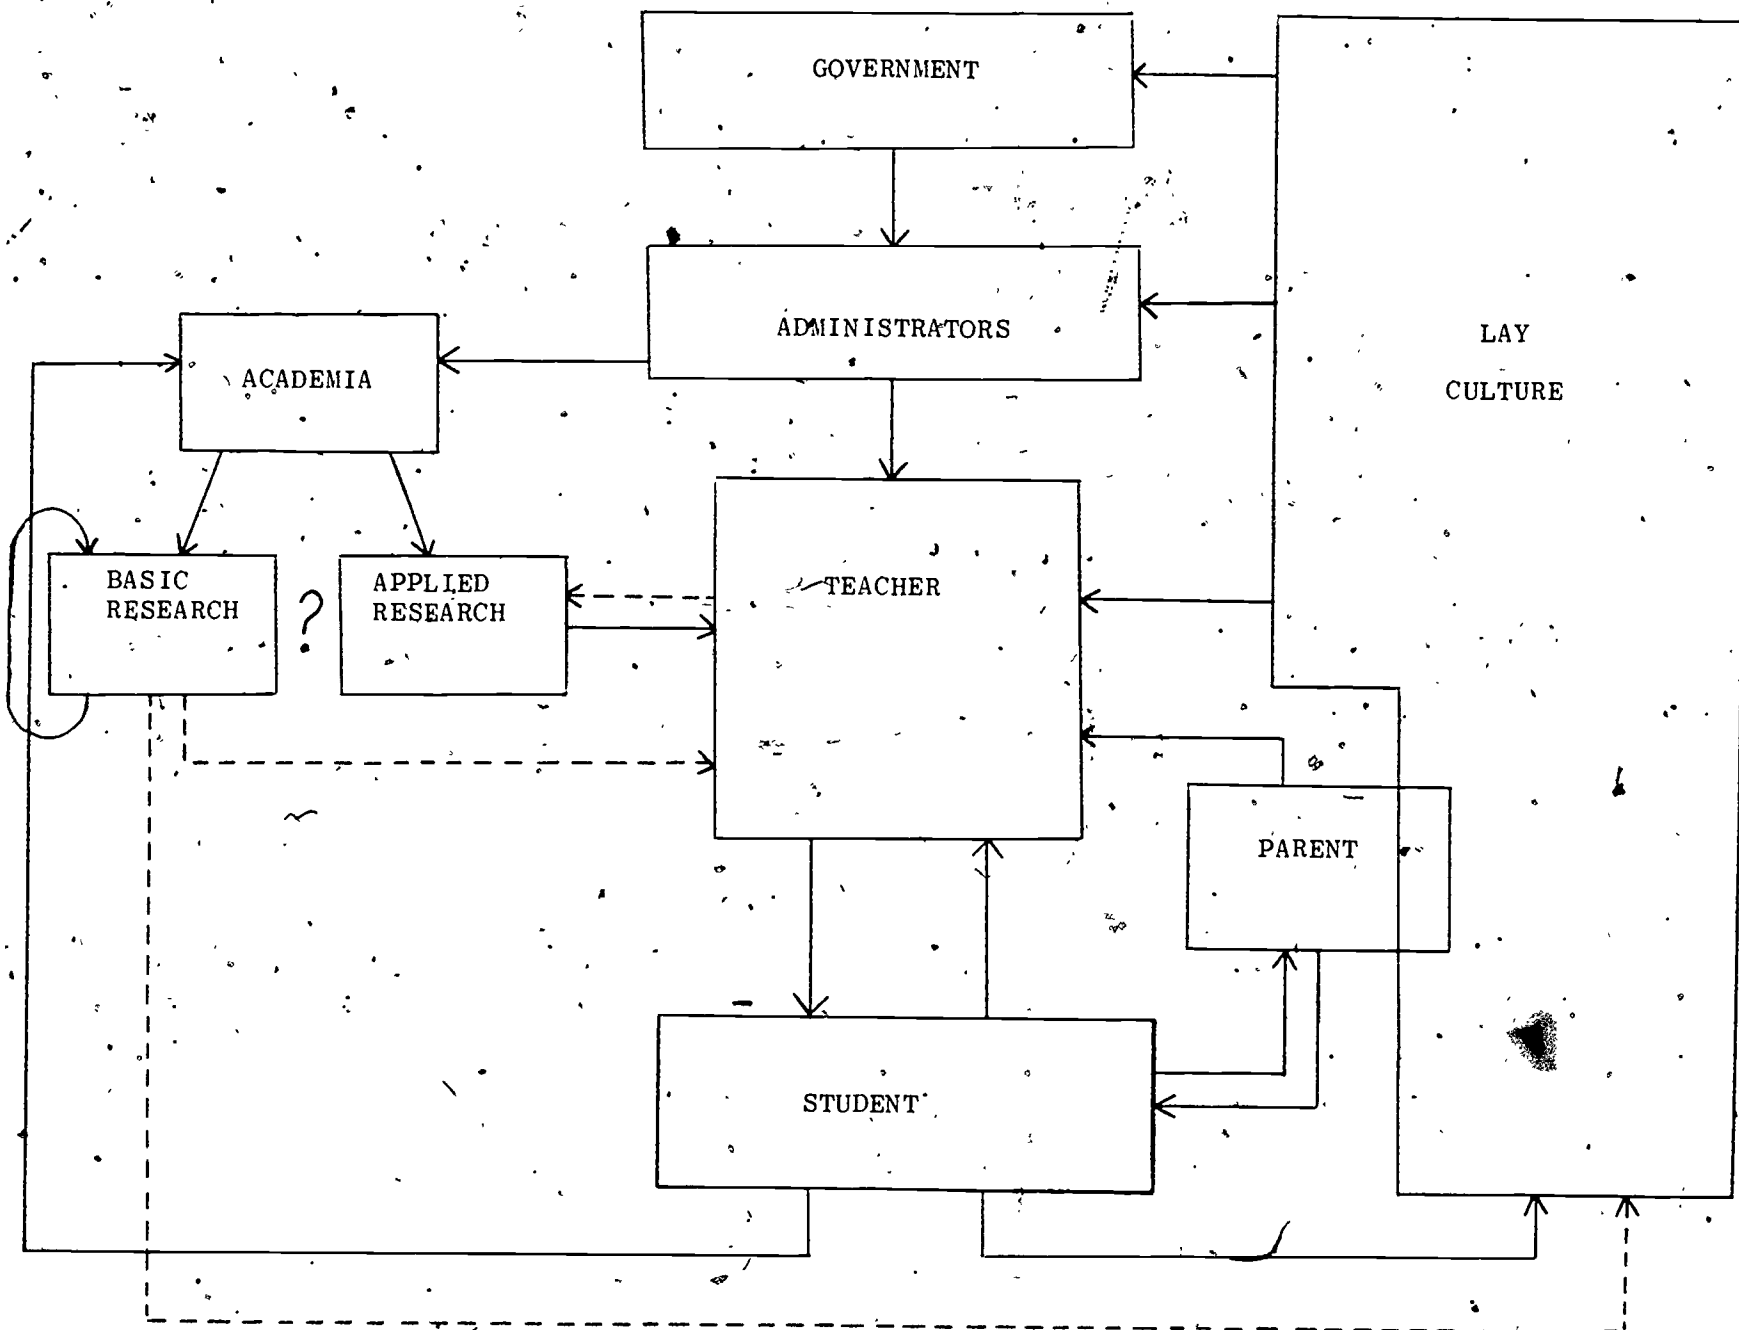 GOVERNMENT
ADMINISTRATORS
LAY
CULTURE
ACADEMIA
BASIC
RESEARCH
?
APPLIED
RESEARCH
TEACHER
PARENT
STUDENT